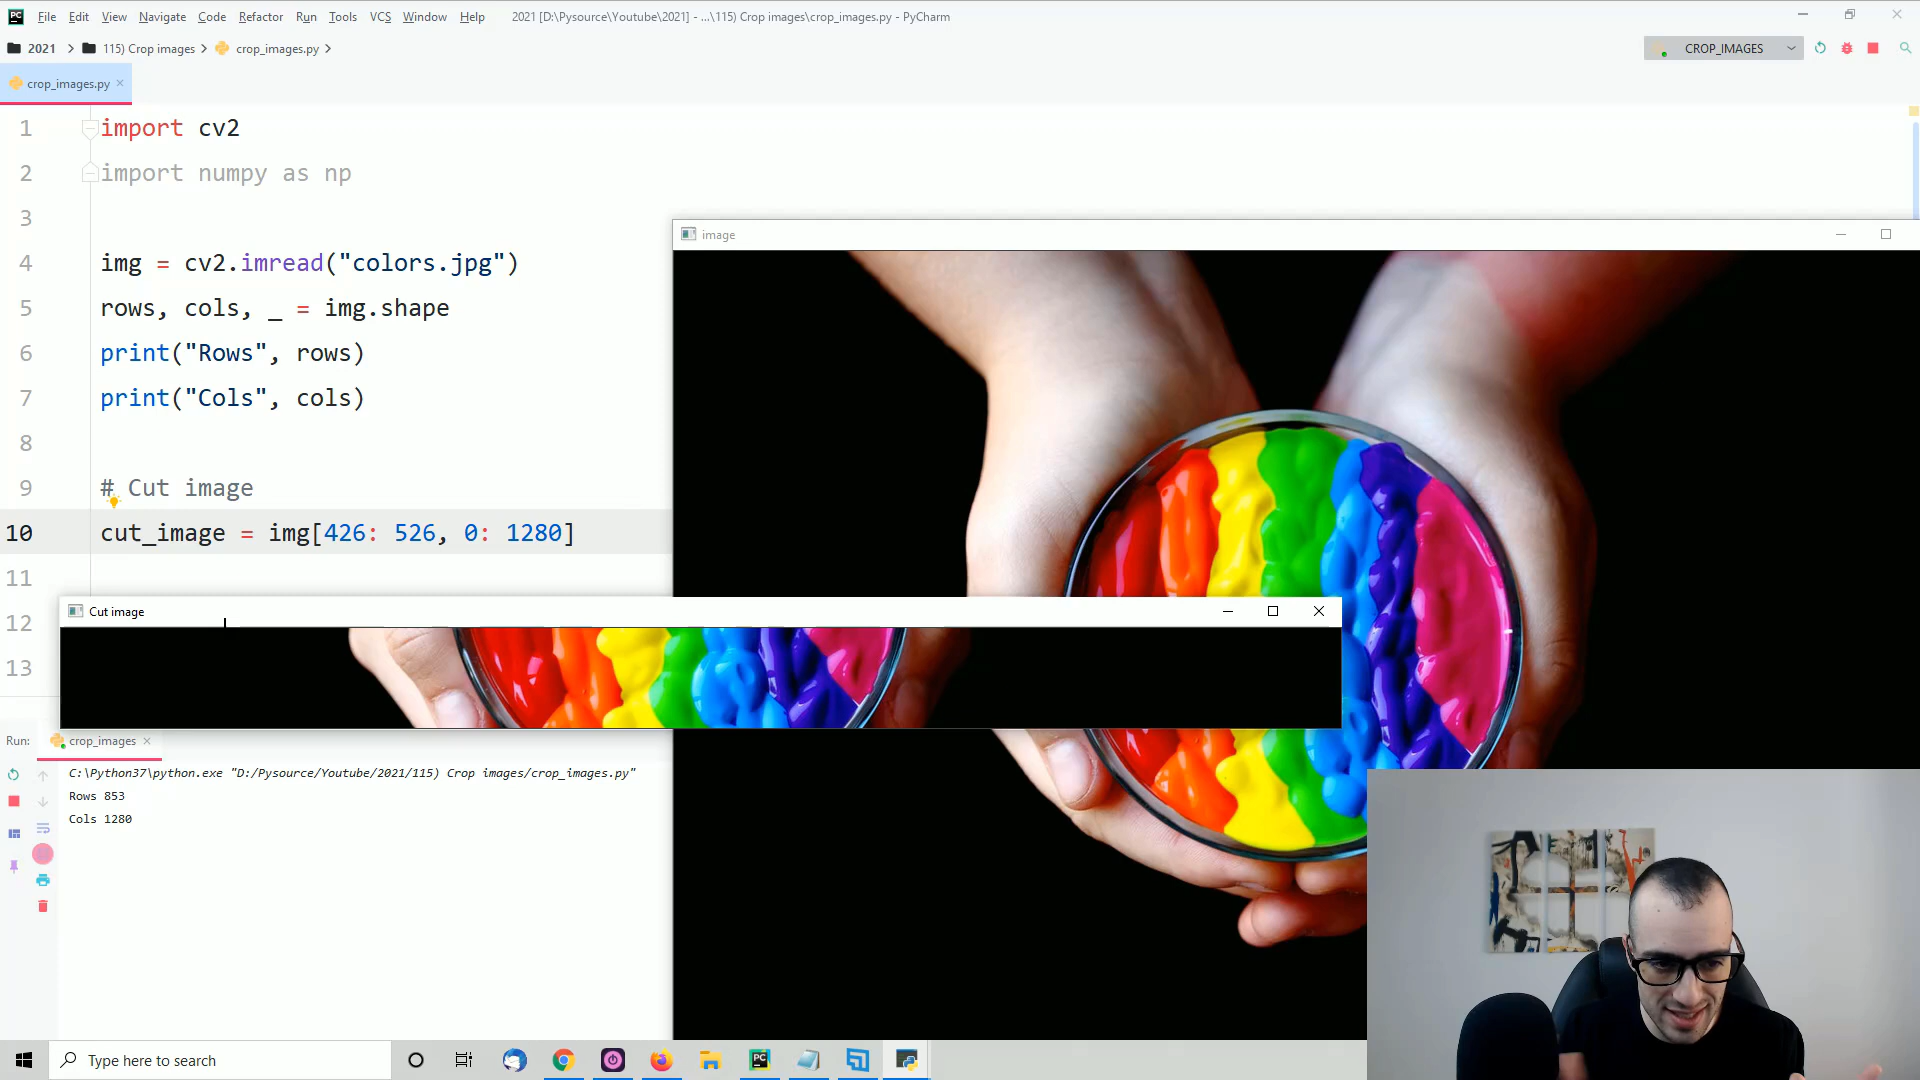 PC File Edit View Navigate Code Refactor Run Tools VCS Window Help 2021 [D:\Pysource\Youtube\2021] - ...\115) Crop images\crop_images.py - PyCharm
2021 115) Crop images crop_images.py CROP_IMAGES
crop_images.py
1 import cv2
2 import numpy as np
3
4 img = cv2.imread("colors.jpg")
5 rows, cols, _ = img.shape
6 print("Rows", rows)
7 print("Cols", cols)
8
9 # Cut image
10 cut_image = img[426: 526, 0: 1280]
11
12
13
image
Cut image
Run: crop_images
C:\Python37\python.exe "D:/Pysource/Youtube/2021/115) Crop images/crop_images.py"
Rows 853
Cols 1280
Type here to search
PC